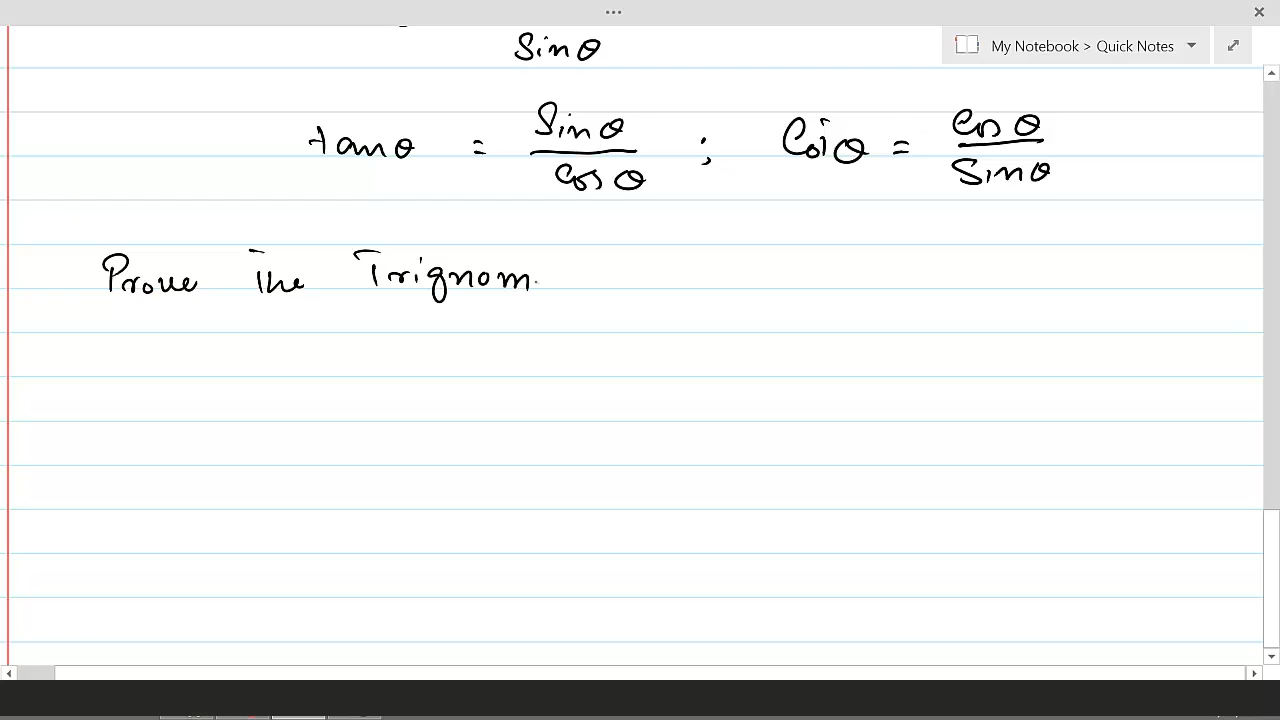 ...
My Notebook > Quick Notes
Sinθ
tanθ = Sinθ/cosθ ; Cotθ = Cosθ/Sinθ
Prove the Trignom